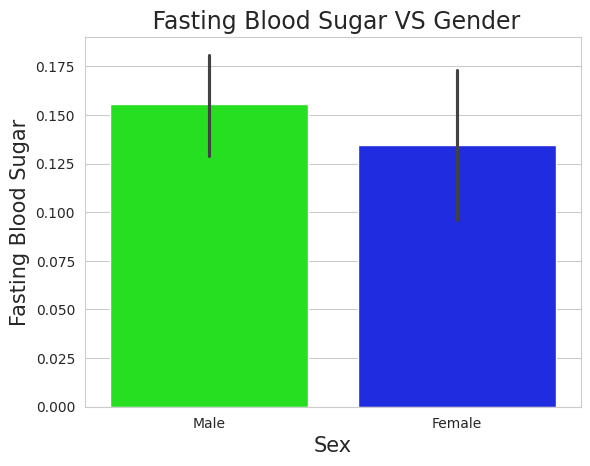 Fasting Blood Sugar VS Gender
Fasting Blood Sugar
0.175
0.150
0.125
0.100
0.075
0.050
0.025
0.000
Male Female
Sex